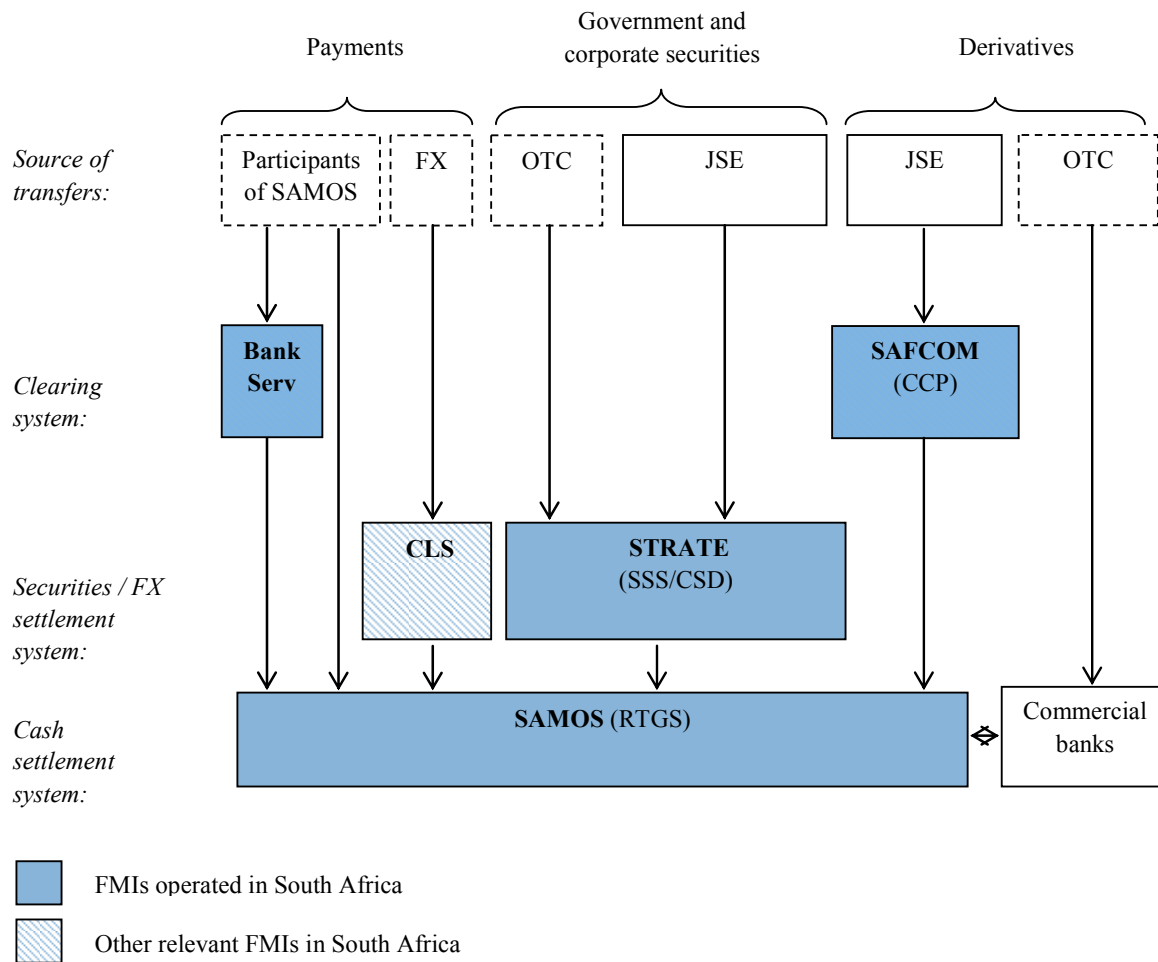 Payments
Government and
corporate securities
Derivatives
Source of
transfers:
Participants
of SAMOS
FX
OTC
JSE
JSE
OTC
Clearing
system:
Bank
Serv
SAFCOM
(CCP)
Securities / FX
settlement
system:
CLS
STRATE
(SSS/CSD)
Cash
settlement
system:
SAMOS (RTGS)
Commercial
banks
FMIs operated in South Africa
Other relevant FMIs in South Africa